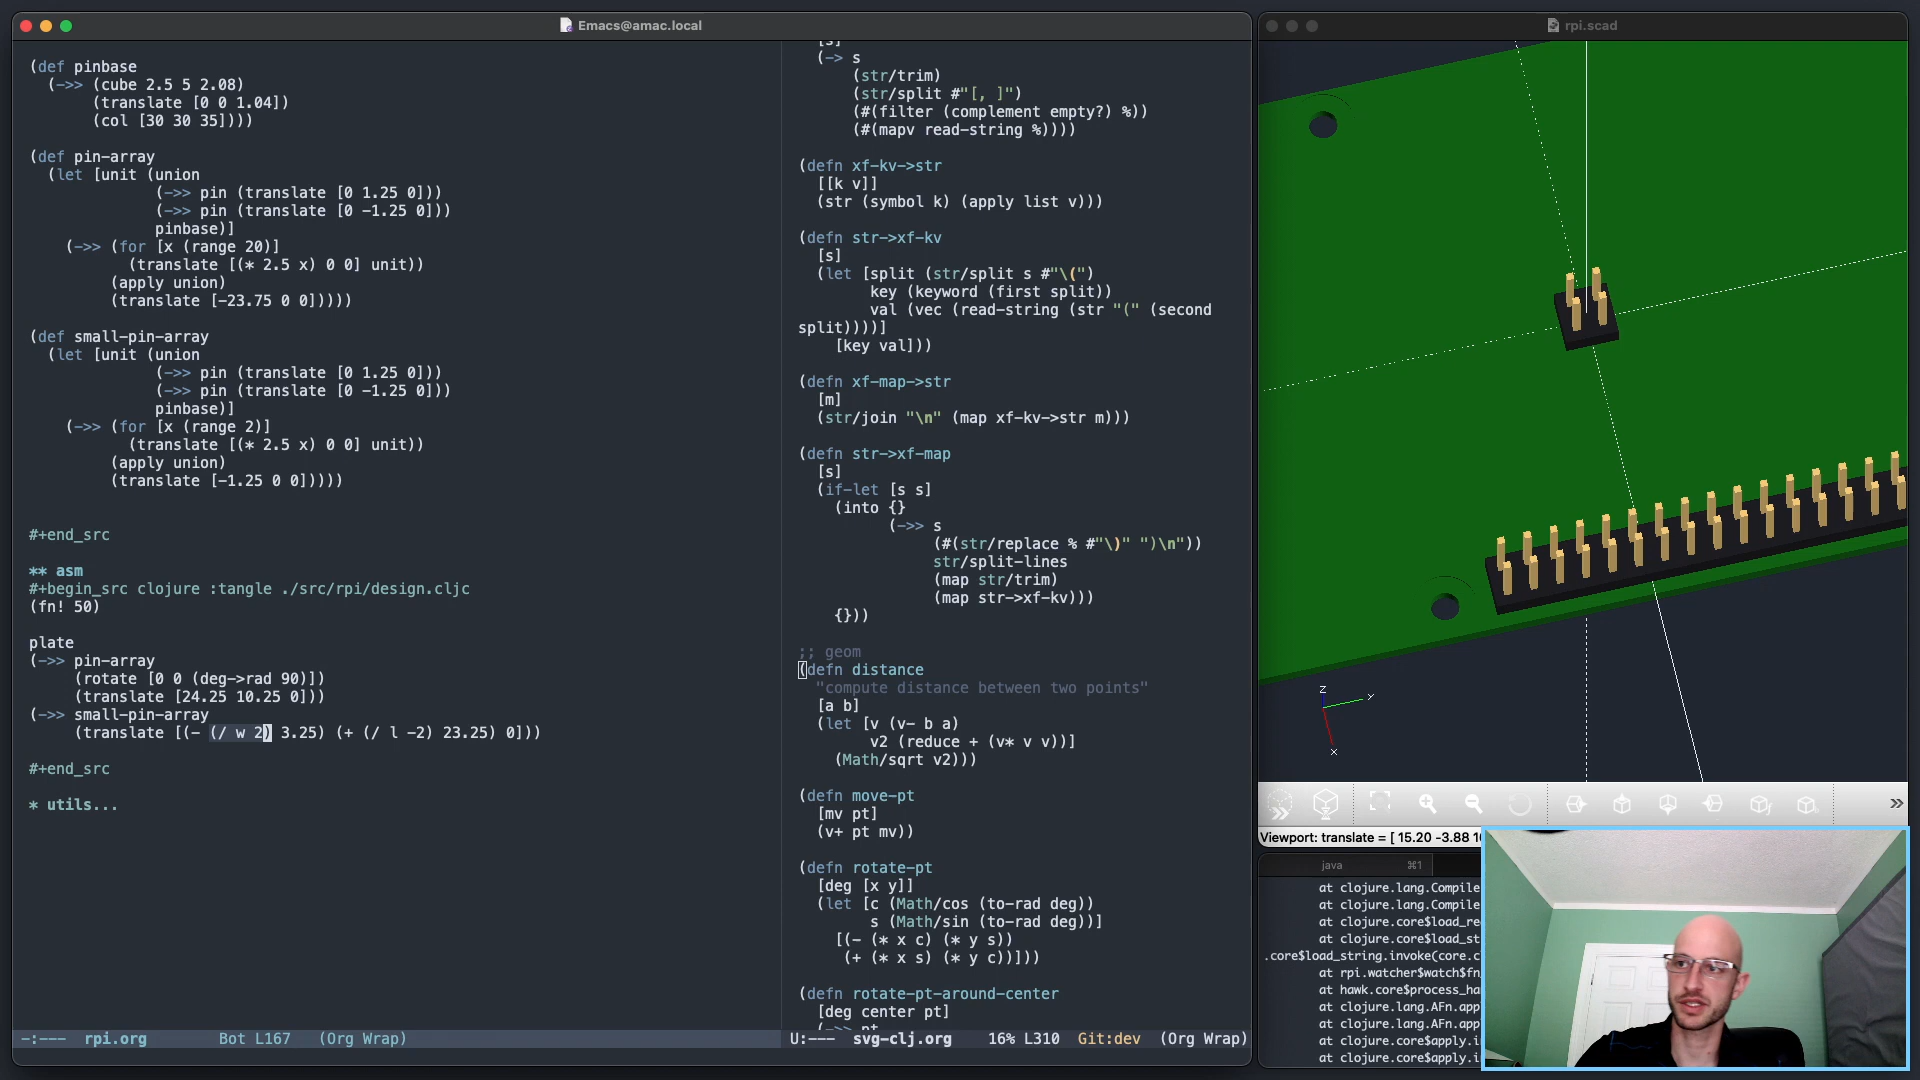 Emacs@amac.local
(def pinbase
(->> (cube 2.5 5 2.08)
(translate [0 0 1.04])
(col [30 30 35])))
(def pin-array
(let [unit (union
(->> pin (translate [0 1.25 0]))
(->> pin (translate [0 -1.25 0]))
pinbase)]
(->> (for [x (range 20)]
(translate [(* 2.5 x) 0 0] unit))
(apply union)
(translate [-23.75 0 0]))))
(def small-pin-array
(let [unit (union
(->> pin (translate [0 1.25 0]))
(->> pin (translate [0 -1.25 0]))
pinbase)]
(->> (for [x (range 2)]
(translate [(* 2.5 x) 0 0] unit))
(apply union)
(translate [-1.25 0 0]))))
#+end_src
** asm
#+begin_src clojure :tangle ./src/rpi/design.cljc
(fn! 50)
plate
(->> pin-array
(rotate [0 0 (deg->rad 90)])
(translate [24.25 10.25 0]))
(->> small-pin-array
(translate [(- (/ w 2) 3.25) (+ (/ l -2) 23.25) 0]))
#+end_src
* utils...
-:--- rpi.org Bot L167 (Org Wrap)
[s]
(-> s
(str/trim)
(str/split #"[, ]")
(#(filter (complement empty?) %))
(#(mapv read-string %))))
(defn xf-kv->str
[[k v]]
(str (symbol k) (apply list v)))
(defn str->xf-kv
[s]
(let [split (str/split s #"\(")
key (keyword (first split))
val (vec (read-string (str "(" (second
split))))]
[key val]))
(defn xf-map->str
[m]
(str/join "\n" (map xf-kv->str m)))
(defn str->xf-map
[s]
(if-let [s s]
(into {}
(->> s
(#(str/replace % #"\)" ")\n"))
str/split-lines
(map str/trim)
(map str->xf-kv)))
{}))
;; geom
(defn distance
"compute distance between two points"
[a b]
(let [v (v- b a)
v2 (reduce + (v* v v))]
(Math/sqrt v2)))
(defn move-pt
[mv pt]
(v+ pt mv))
(defn rotate-pt
[deg [x y]]
(let [c (Math/cos (to-rad deg))
s (Math/sin (to-rad deg))]
[(- (* x c) (* y s))
(+ (* x s) (* y c))]))
(defn rotate-pt-around-center
[deg center pt]
(->> pt
U:--- svg-clj.org 16% L310 Git:dev (Org Wrap)
rpi.scad
Z
Y
X
Viewport: translate = [ 15.20 -3.88
java ⌘1
at clojure.lang.Compile
at clojure.lang.Compile
at clojure.core$load_re
at clojure.core$load_st
.core$load_string.invoke(core.c
at rpi.watcher$watch$fn
at hawk.core$process_ha
at clojure.lang.AFn.app
at clojure.lang.AFn.app
at clojure.core$apply.i
at clojure.core$apply.i